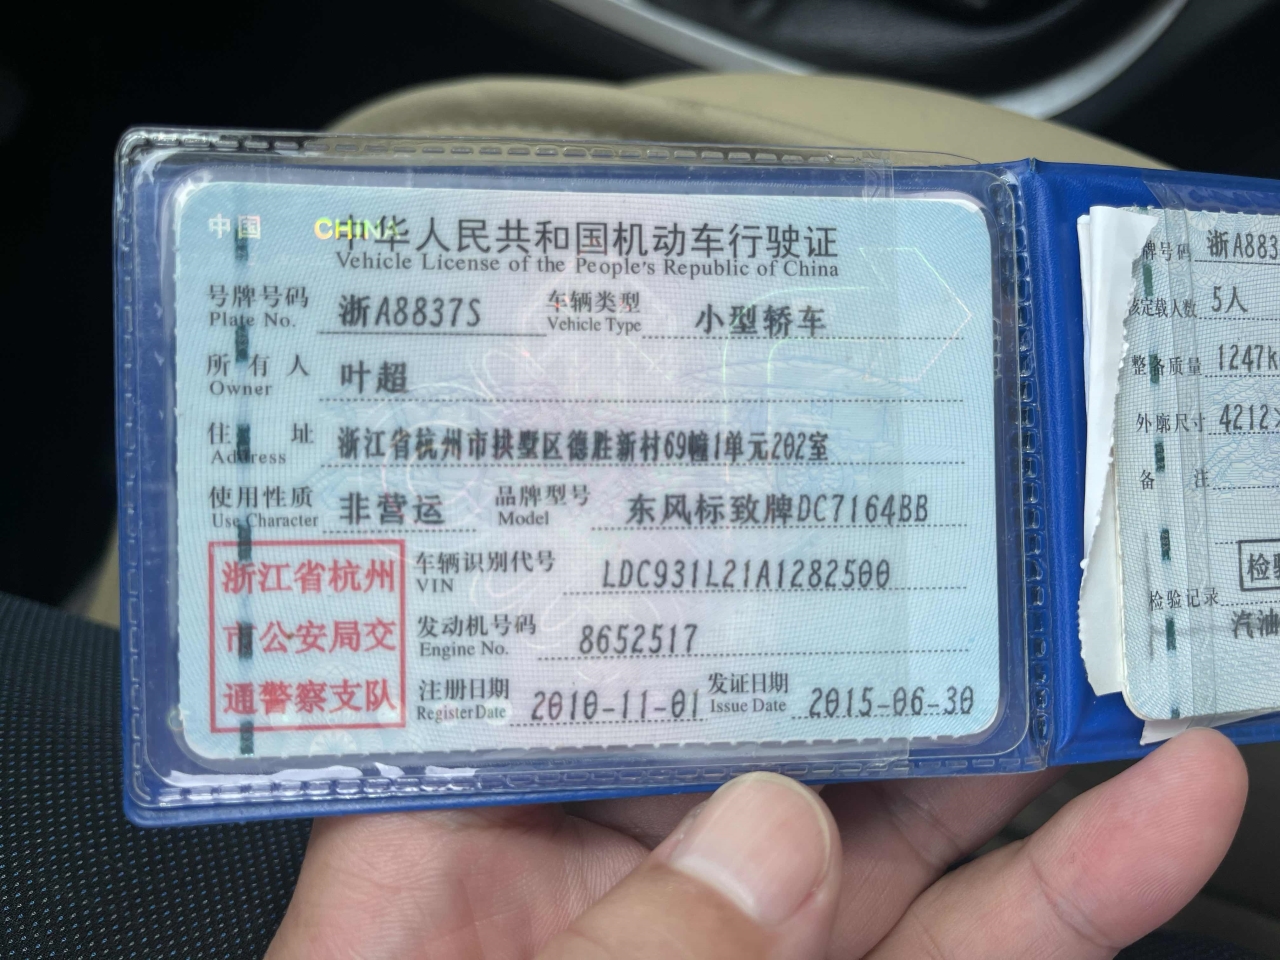 中国 CHINA
中华人民共和国机动车行驶证
Vehicle License of the People's Republic of China
号牌号码 浙A8837S 车辆类型 小型轿车
Plate No. Vehicle Type
所有人 叶超
Owner
住址 浙江省杭州市拱墅区德胜新村69幢1单元202室
Address
使用性质 非营运 品牌型号 东风标致牌DC7164BB
Use Character Model
浙江省杭州
市公安局交
通警察支队
车辆识别代号 LDC931L21A1282500
VIN
发动机号码 8652517
Engine No.
注册日期 2010-11-01 发证日期 2015-06-30
Register Date Issue Date
牌号码 浙A883
核定载人数 5人
整备质量 1247k
外廓尺寸 4212×
备注
检验
检验记录
汽油